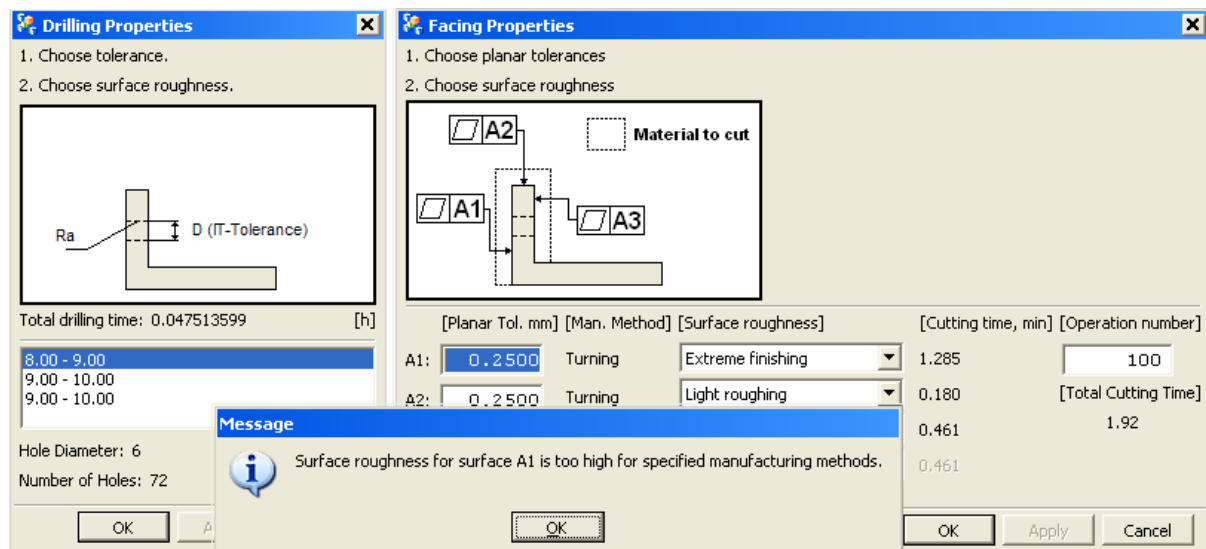 Drilling Properties
1. Choose tolerance.
2. Choose surface roughness.
Ra
D (IT-Tolerance)
Total drilling time: 0.047513599 [h]
8.00 - 9.00
9.00 - 10.00
9.00 - 10.00
Hole Diameter: 6
Number of Holes: 72
OK
A
Facing Properties
1. Choose planar tolerances
2. Choose surface roughness
A2
Material to cut
A1
A3
[Planar Tol. mm] [Man. Method] [Surface roughness] [Cutting time, min] [Operation number]
A1: 0.2500 Turning Extreme finishing 1.285 100
A2: 0.2500 Turning Light roughing 0.180 [Total Cutting Time]
0.461 1.92
0.461
OK Apply Cancel
Message
Surface roughness for surface A1 is too high for specified manufacturing methods.
OK